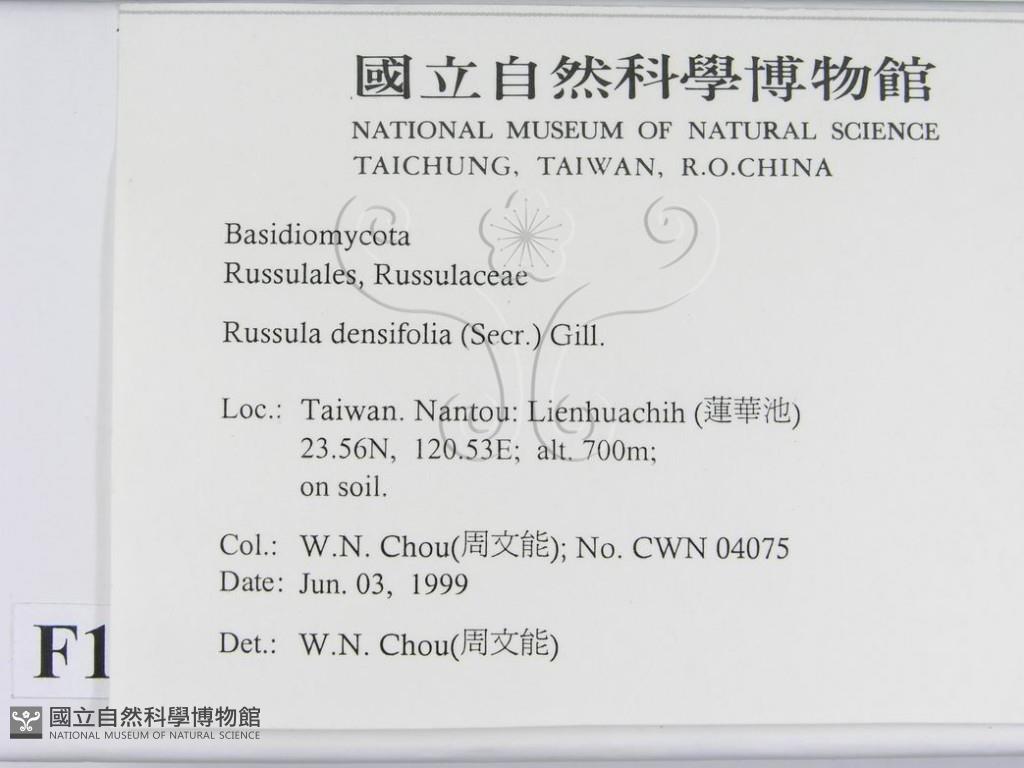 國立自然科學博物館
NATIONAL MUSEUM OF NATURAL SCIENCE
TAICHUNG, TAIWAN, R.O.CHINA
Basidiomycota
Russulales, Russulaceae
Russula densifolia (Secr.) Gill.
Loc.: Taiwan. Nantou: Lienhuachih (蓮華池)
23.56N, 120.53E; alt. 700m;
on soil.
Col.: W.N. Chou(周文能); No. CWN 04075
Date: Jun. 03, 1999
Det.: W.N. Chou(周文能)
F1
國立自然科學博物館
NATIONAL MUSEUM OF NATURAL SCIENCE